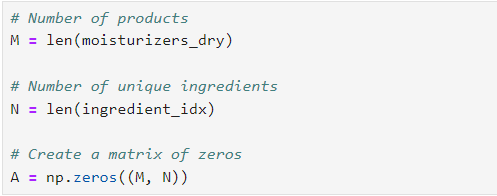 # Number of products
M = len(moisturizers_dry)
# Number of unique ingredients
N = len(ingredient_idx)
# Create a matrix of zeros
A = np.zeros((M, N))